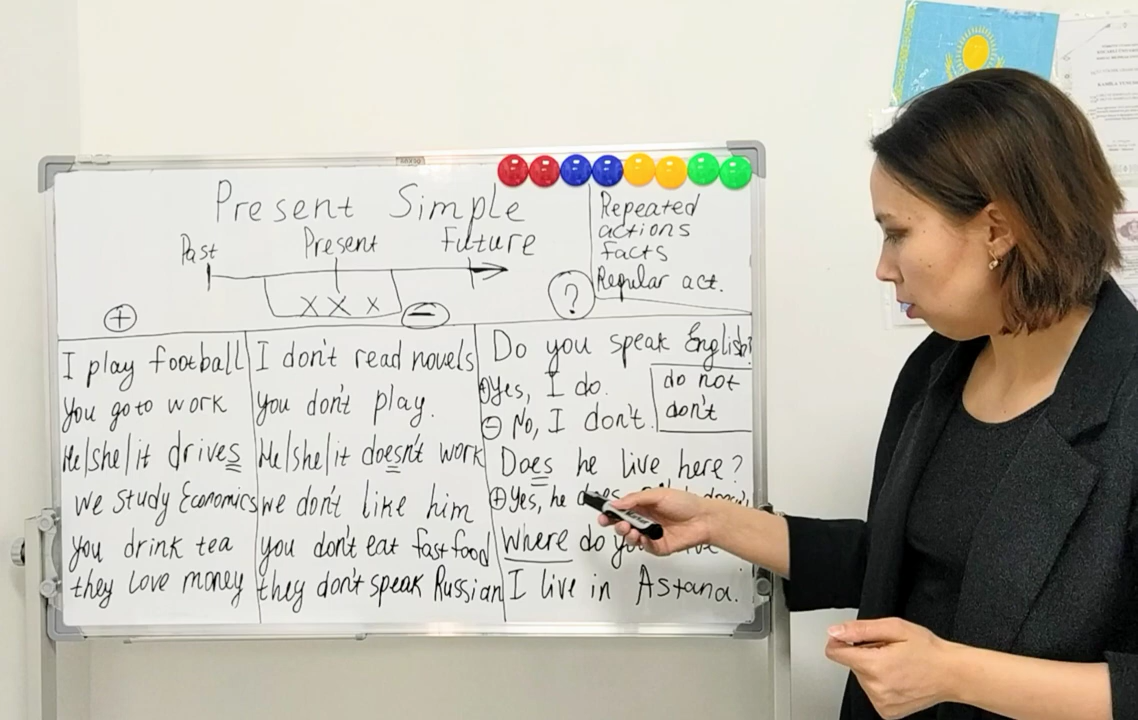 Present Simple
Past Present Future
X X X
Repeated
actions
Facts
Regular act.
+
I play football
You go to work
He/she/it drives
we study Economics
you drink tea
they love money
−
I don't read novels
you don't play.
He/she/it doesn't work
we don't like him
you don't eat fast food
they don't speak Russian
?
Do you speak English?
+ Yes, I do.
− No, I don't.
do not
don't
Does he live here?
+ Yes, he does
Where do you
I live in Astana.